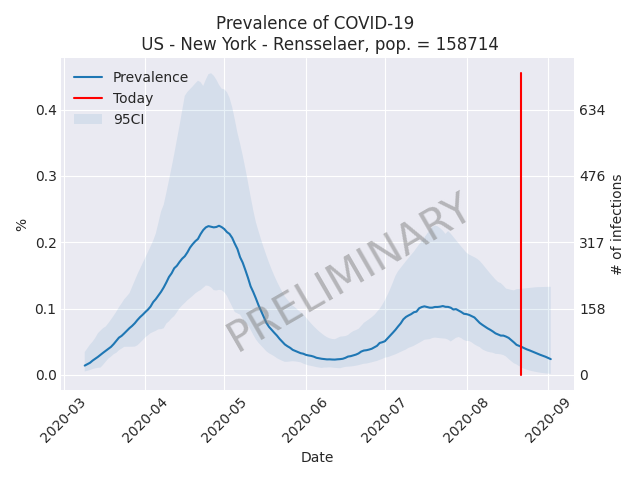 Prevalence of COVID-19
US - New York - Rensselaer, pop. = 158714
Prevalence
Today
95CI
PRELIMINARY
%
0.4
0.3
0.2
0.1
0.0
634
476
317
158
0
# of infections
2020-03
2020-04
2020-05
2020-06
2020-07
2020-08
2020-09
Date